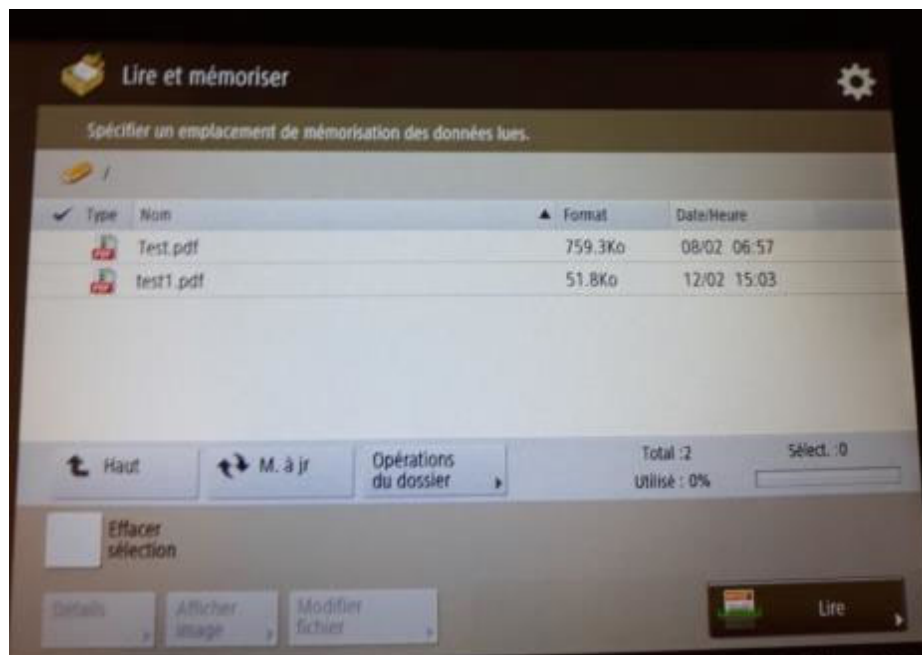 Lire et mémoriser
Spécifier un emplacement de mémorisation des données lues.
/
Type Nom ▲ Format Date/Heure
PDF Test.pdf 759.3Ko 08/02 06:57
PDF test1.pdf 51.8Ko 12/02 15:03
Haut M. à jr Opérations
du dossier
Total :2 Sélect. :0
Utilisé : 0%
Effacer
sélection
Détails Afficher
image Modifier
fichier
Lire